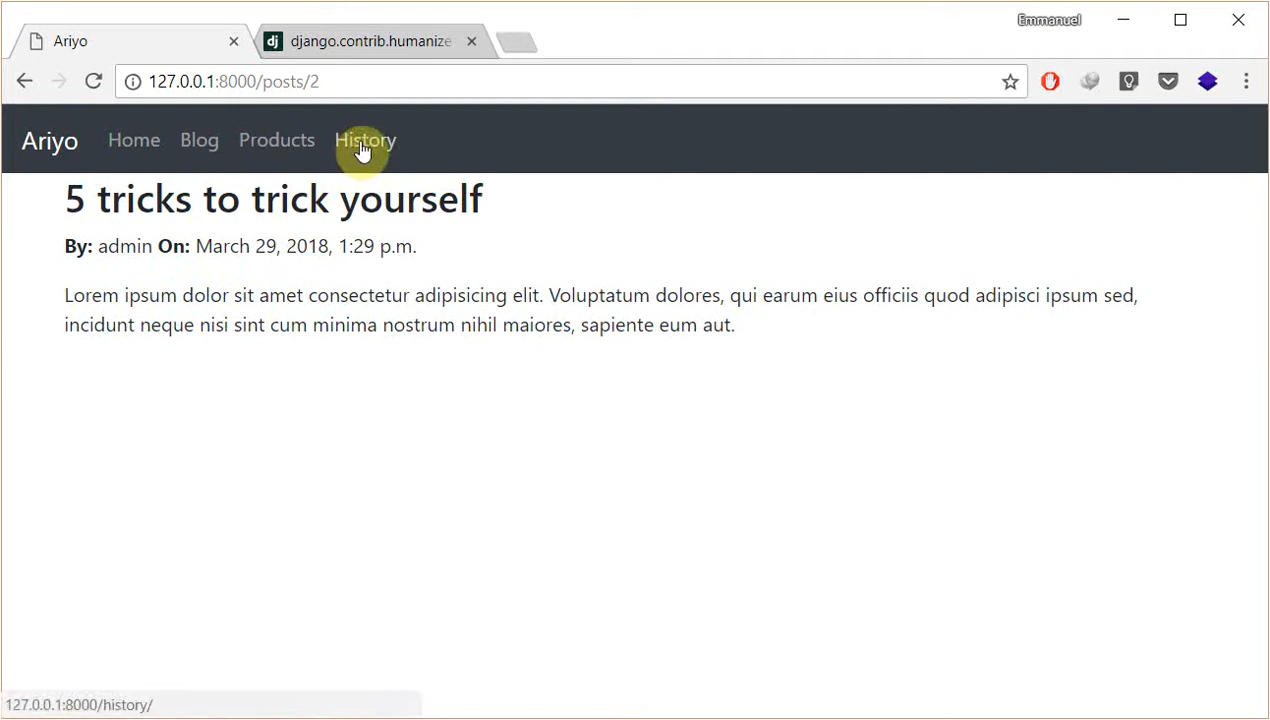 Emmanuel
Ariyo
django.contrib.humanize
127.0.0.1:8000/posts/2
Ariyo Home Blog Products History
5 tricks to trick yourself
By: admin On: March 29, 2018, 1:29 p.m.
Lorem ipsum dolor sit amet consectetur adipisicing elit. Voluptatum dolores, qui earum eius officiis quod adipisci ipsum sed,
incidunt neque nisi sint cum minima nostrum nihil maiores, sapiente eum aut.
127.0.0.1:8000/history/